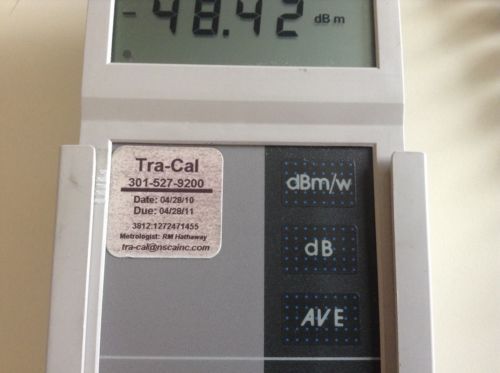 -48.42 dBm
Tra-Cal
301-527-9200
Date: 04/28/10
Due: 04/28/11
3812.1272471455
Metrologist: RM Hathaway
tra-cal@nscainc.com
dBm/w
dB
AVE